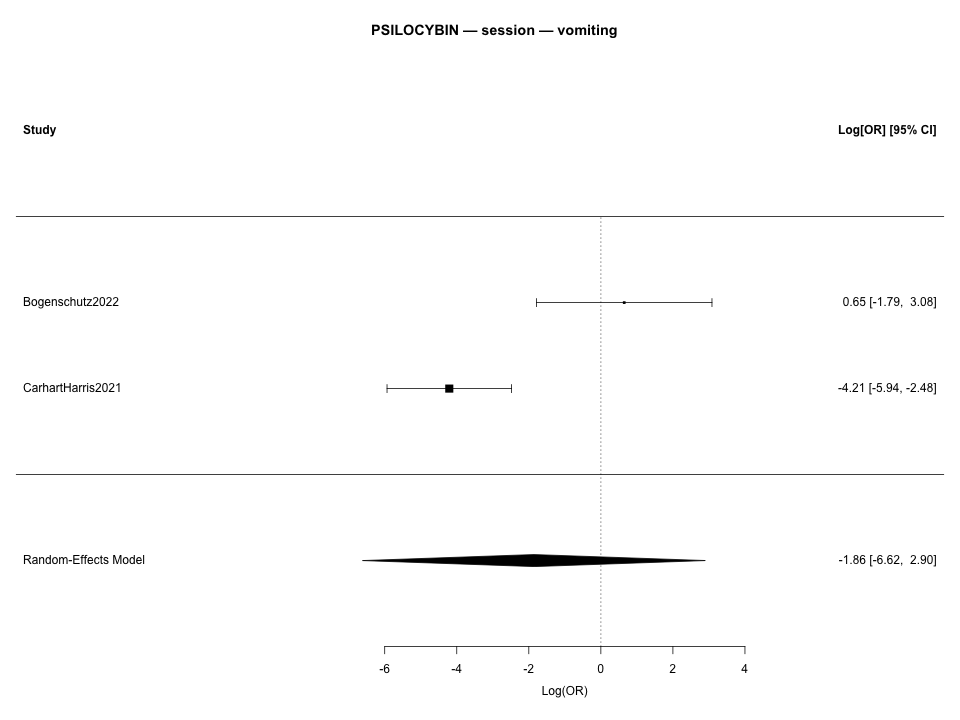 PSILOCYBIN — session — vomiting
Study Log[OR] [95% CI]
Bogenschutz2022 0.65 [-1.79, 3.08]
CarhartHarris2021 -4.21 [-5.94, -2.48]
Random-Effects Model -1.86 [-6.62, 2.90]
-6 -4 -2 0 2 4
Log(OR)